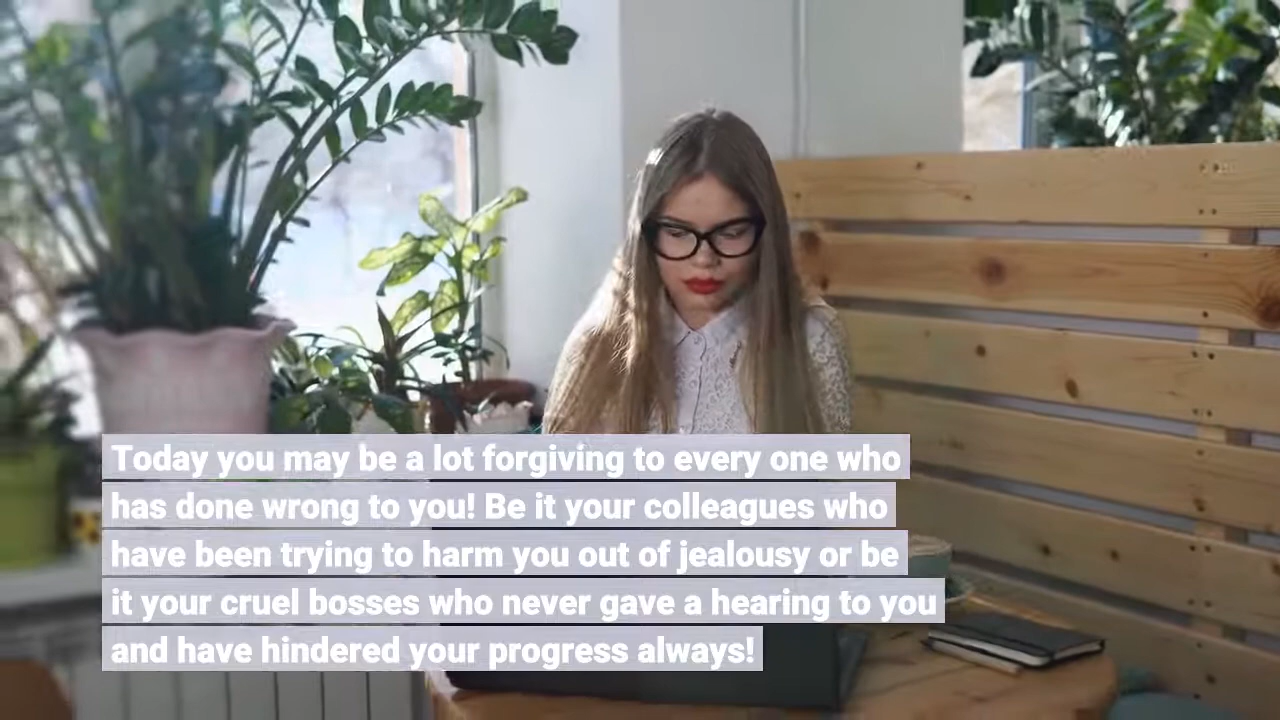 Today you may be a lot forgiving to every one who
has done wrong to you! Be it your colleagues who
have been trying to harm you out of jealousy or be
it your cruel bosses who never gave a hearing to you
and have hindered your progress always!